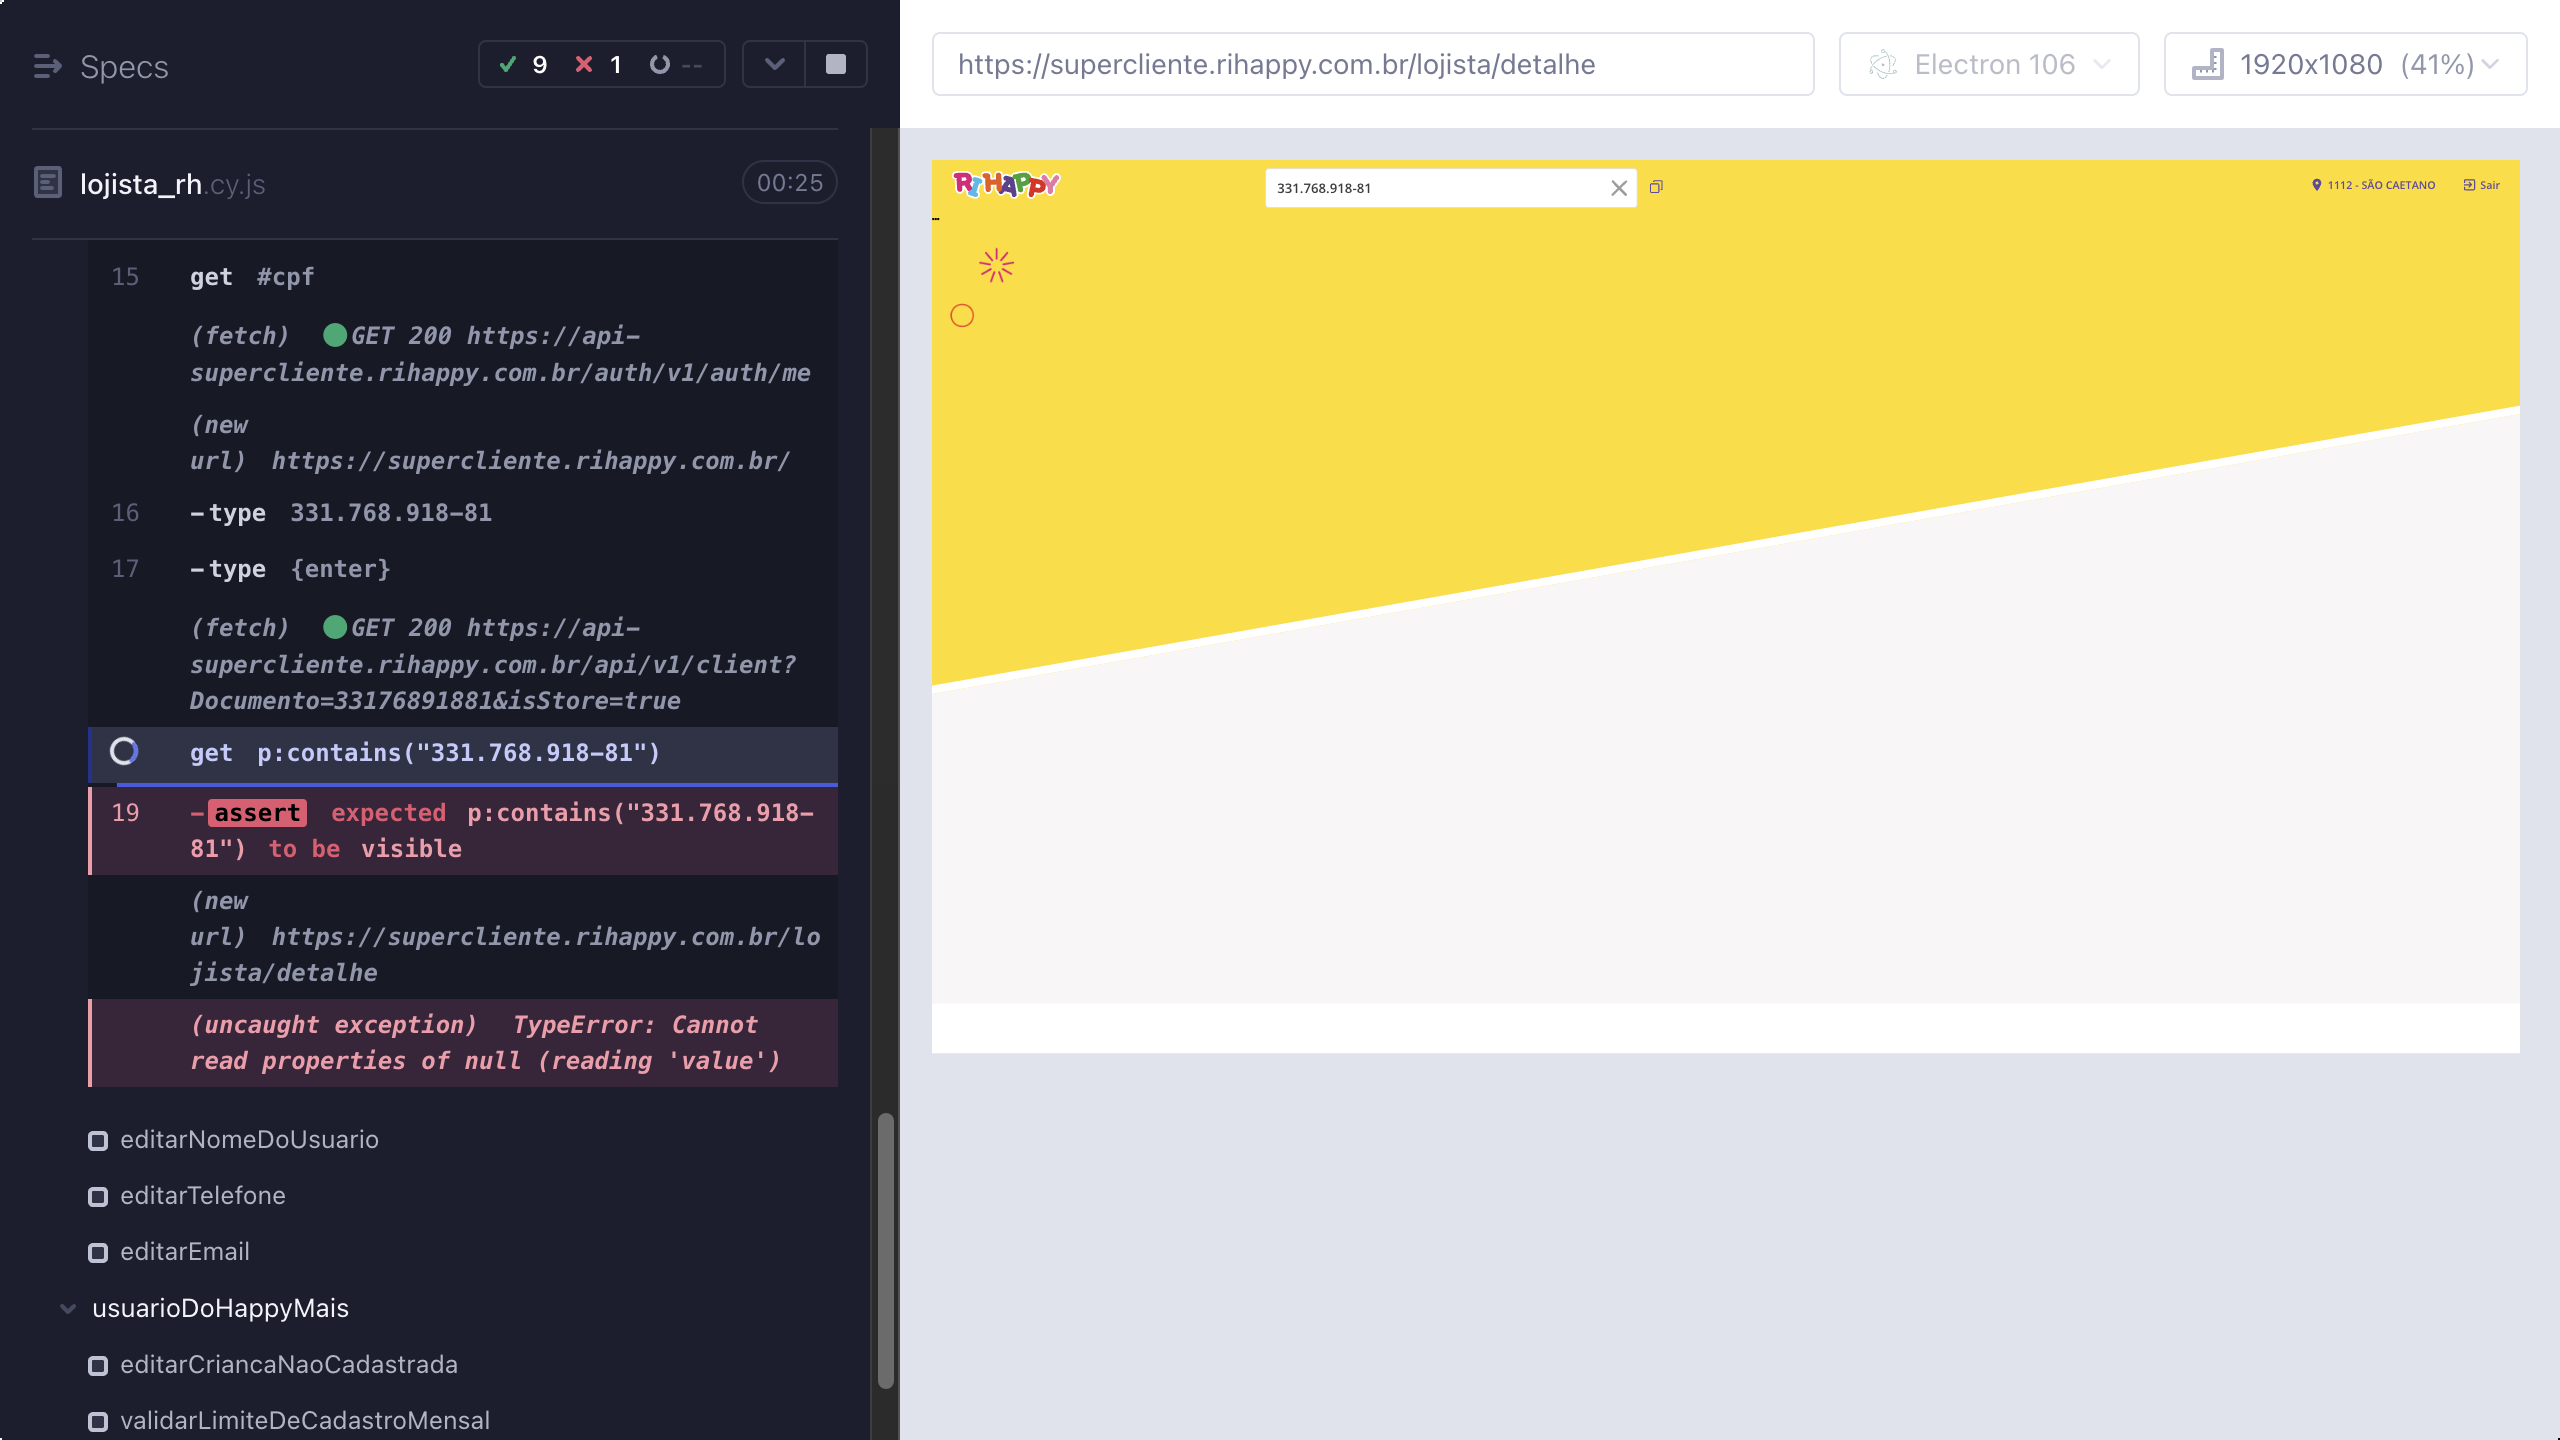 Specs
9 1 --
lojista_rh.cy.js 00:25
15 get #cpf
(fetch) GET 200 https://api-
supercliente.rihappy.com.br/auth/v1/auth/me
(new
url) https://supercliente.rihappy.com.br/
16 -type 331.768.918-81
17 -type {enter}
(fetch) GET 200 https://api-
supercliente.rihappy.com.br/api/v1/client?
Documento=33176891881&isStore=true
get p:contains("331.768.918-81")
19 -assert expected p:contains("331.768.918-
81") to be visible
(new
url) https://supercliente.rihappy.com.br/lo
jista/detalhe
(uncaught exception) TypeError: Cannot
read properties of null (reading 'value')
editarNomeDoUsuario
editarTelefone
editarEmail
usuarioDoHappyMais
editarCriancaNaoCadastrada
validarLimiteDeCadastroMensal
https://supercliente.rihappy.com.br/lojista/detalhe
Electron 106
1920x1080 (41%)
RIHAPPY
331.768.918-81
1112 - SÃO CAETANO
Sair